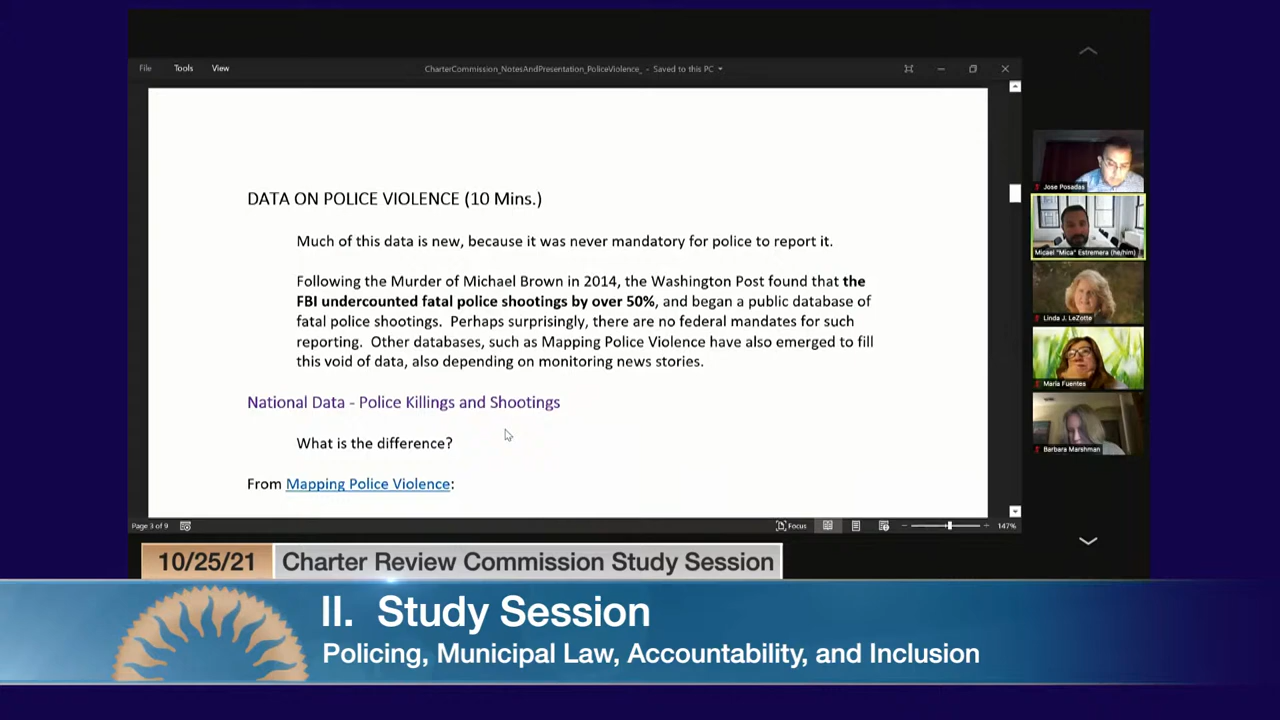 File Tools View CharterCommission_NotesAndPresentation_PoliceViolence_ - Saved to this PC
DATA ON POLICE VIOLENCE (10 Mins.)
Much of this data is new, because it was never mandatory for police to report it.
Following the Murder of Michael Brown in 2014, the Washington Post found that the
FBI undercounted fatal police shootings by over 50%, and began a public database of
fatal police shootings. Perhaps surprisingly, there are no federal mandates for such
reporting. Other databases, such as Mapping Police Violence have also emerged to fill
this void of data, also depending on monitoring news stories.
National Data - Police Killings and Shootings
What is the difference?
From Mapping Police Violence:
Page 3 of 9 Focus 147%
Jose Posadas
Micael "Mica" Estremera (he/him)
Linda J. LeZotte
Maria Fuentes
Barbara Marshman
10/25/21 Charter Review Commission Study Session
II. Study Session
Policing, Municipal Law, Accountability, and Inclusion